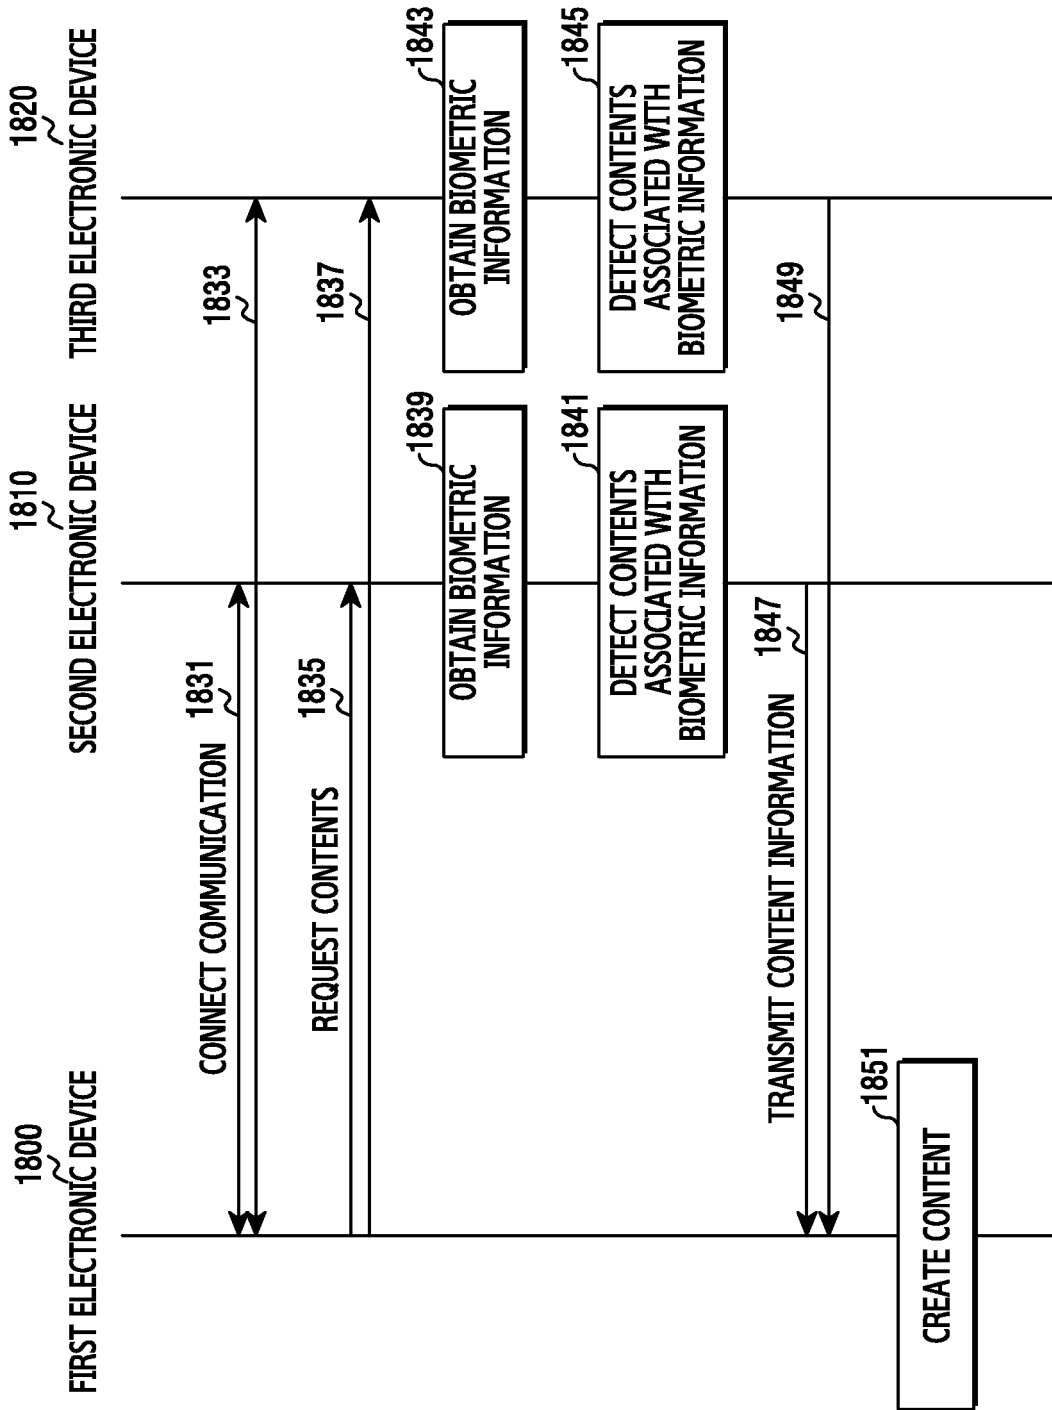 1800
FIRST ELECTRONIC DEVICE
1810
SECOND ELECTRONIC DEVICE
1820
THIRD ELECTRONIC DEVICE
CONNECT COMMUNICATION
1831
1833
REQUEST CONTENTS
1835
1837
1839
OBTAIN BIOMETRIC
INFORMATION
1843
OBTAIN BIOMETRIC
INFORMATION
1841
DETECT CONTENTS
ASSOCIATED WITH
BIOMETRIC INFORMATION
1845
DETECT CONTENTS
ASSOCIATED WITH
BIOMETRIC INFORMATION
TRANSMIT CONTENT INFORMATION
1847
1849
1851
CREATE CONTENT